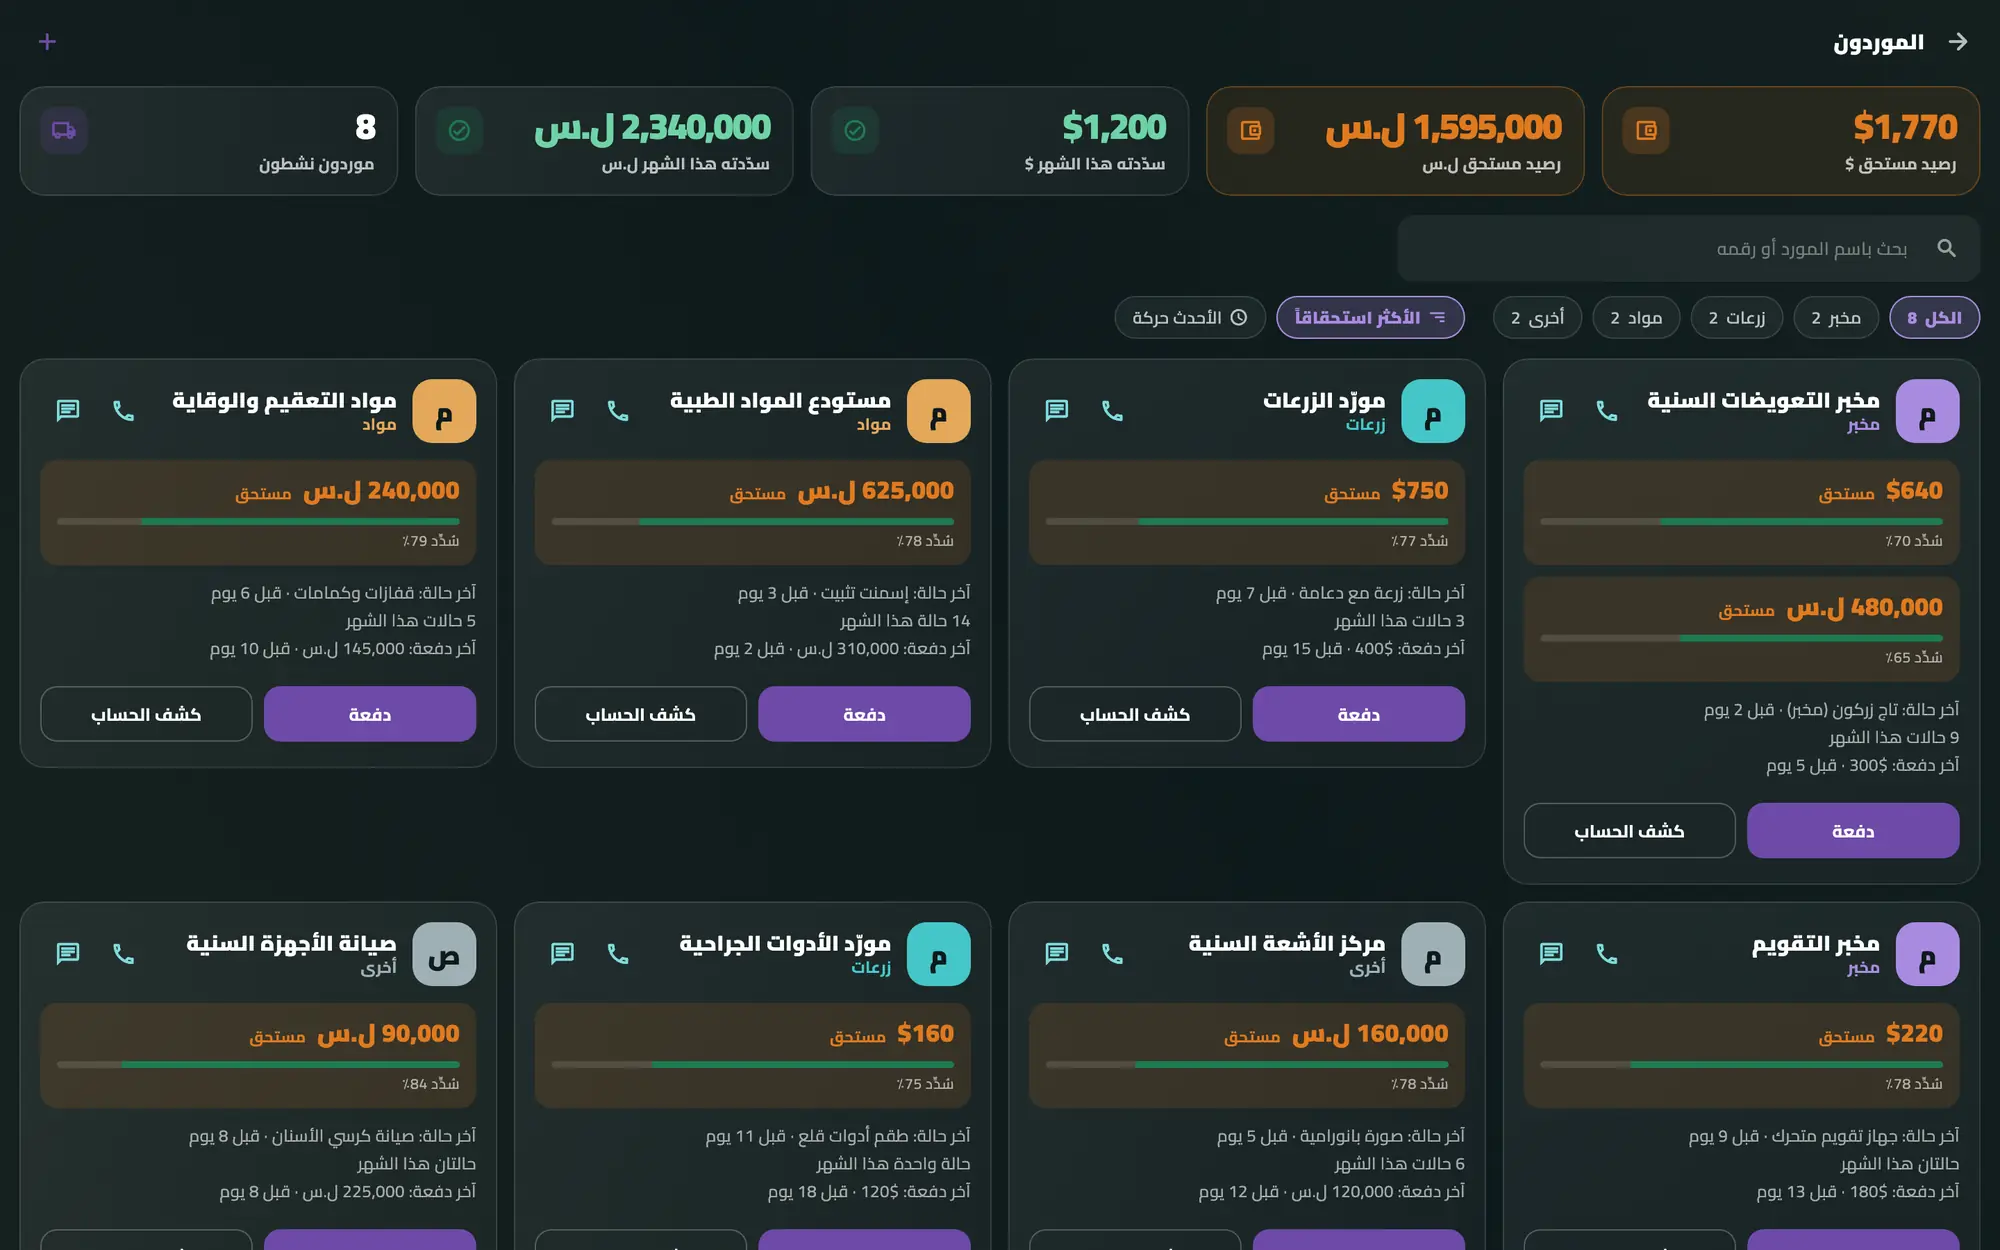 الموردون
$1,770
رصيد مستحق $
1,595,000 ل.س
رصيد مستحق ل.س
$1,200
سدّدته هذا الشهر $
2,340,000 ل.س
سدّدته هذا الشهر ل.س
8
موردون نشطون
بحث باسم المورد أو رقمه
الكل 8
مخبر 2
زرعات 2
مواد 2
أخرى 2
الأكثر استحقاقاً
الأحدث حركة
م
مخبر التعويضات السنية
مخبر
$640 مستحق
سُدِّد 70٪
480,000 ل.س مستحق
سُدِّد 65٪
آخر حالة: تاج زركون (مخبر) · قبل 2 يوم
9 حالات هذا الشهر
آخر دفعة: $300 · قبل 5 يوم
دفعة
كشف الحساب
م
مورّد الزرعات
زرعات
$750 مستحق
سُدِّد 77٪
آخر حالة: زرعة مع دعامة · قبل 7 يوم
3 حالات هذا الشهر
آخر دفعة: $400 · قبل 15 يوم
دفعة
كشف الحساب
م
مستودع المواد الطبية
مواد
625,000 ل.س مستحق
سُدِّد 78٪
آخر حالة: إسمنت تثبيت · قبل 3 يوم
14 حالة هذا الشهر
آخر دفعة: 310,000 ل.س · قبل 2 يوم
دفعة
كشف الحساب
م
مواد التعقيم والوقاية
مواد
240,000 ل.س مستحق
سُدِّد 79٪
آخر حالة: قفازات وكمامات · قبل 6 يوم
5 حالات هذا الشهر
آخر دفعة: 145,000 ل.س · قبل 10 يوم
دفعة
كشف الحساب
م
مخبر التقويم
مخبر
$220 مستحق
سُدِّد 78٪
آخر حالة: جهاز تقويم متحرك · قبل 9 يوم
حالتان هذا الشهر
آخر دفعة: $180 · قبل 13 يوم
م
مركز الأشعة السنية
أخرى
160,000 ل.س مستحق
سُدِّد 78٪
آخر حالة: صورة بانورامية · قبل 5 يوم
6 حالات هذا الشهر
آخر دفعة: 120,000 ل.س · قبل 12 يوم
م
مورّد الأدوات الجراحية
زرعات
$160 مستحق
سُدِّد 75٪
آخر حالة: طقم أدوات قلع · قبل 11 يوم
حالة واحدة هذا الشهر
آخر دفعة: $120 · قبل 18 يوم
ص
صيانة الأجهزة السنية
أخرى
90,000 ل.س مستحق
سُدِّد 84٪
آخر حالة: صيانة كرسي الأسنان · قبل 8 يوم
حالتان هذا الشهر
آخر دفعة: 225,000 ل.س · قبل 8 يوم